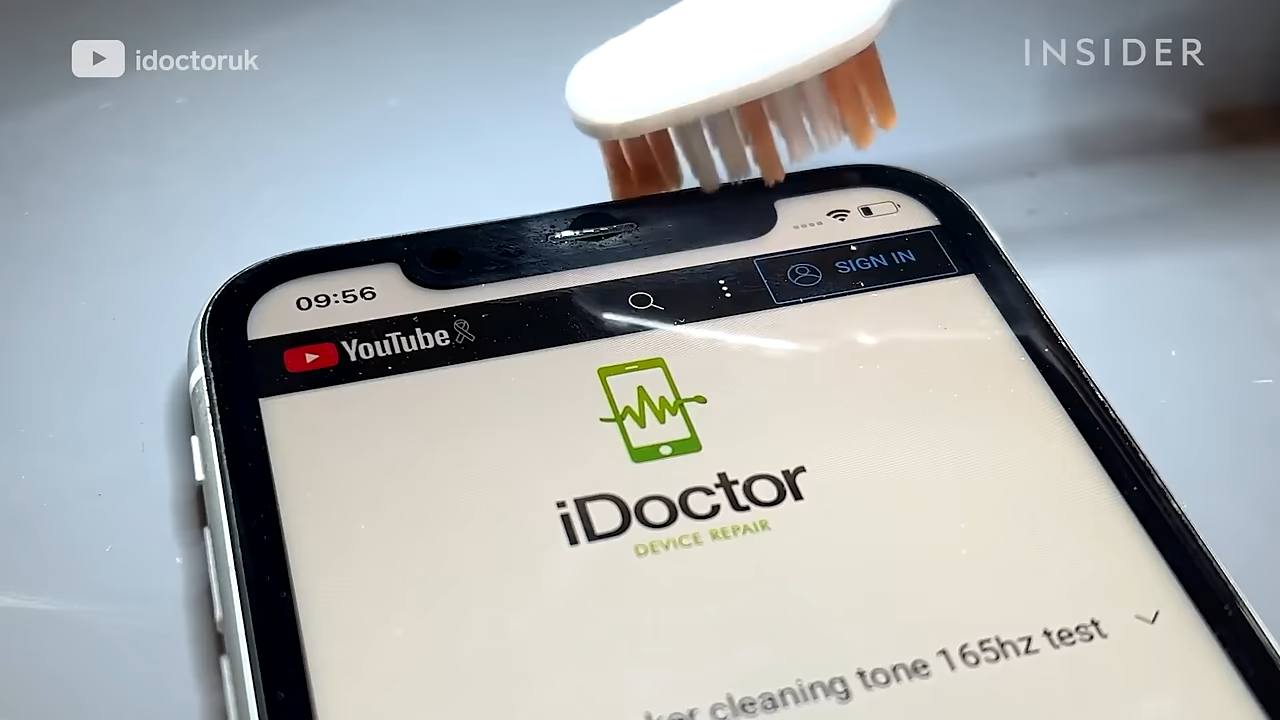 idoctoruk
INSIDER
09:56
YouTube
SIGN IN
iDoctor
DEVICE REPAIR
cleaning tone 165hz test